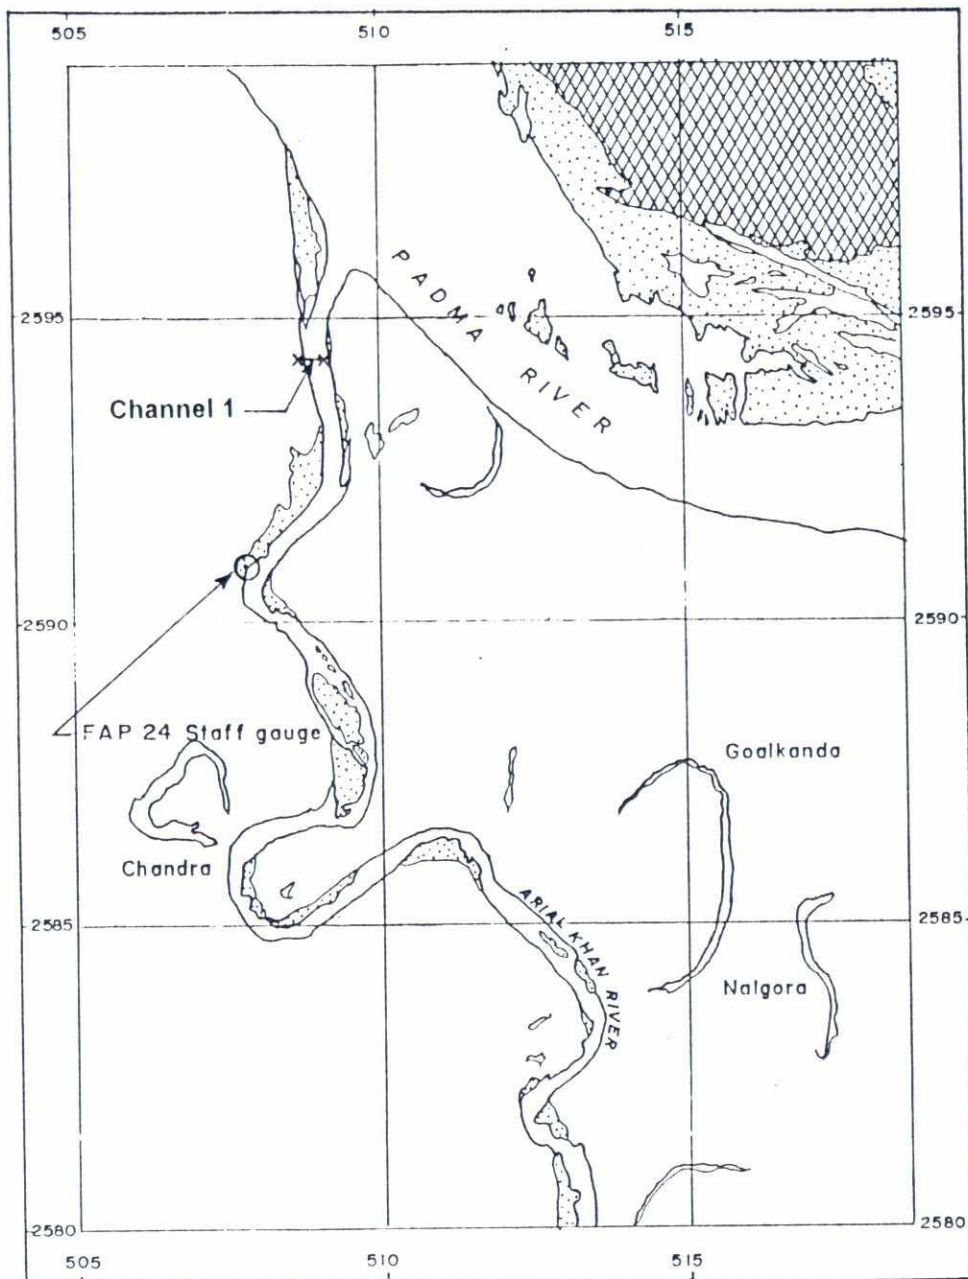 505 510 515
PADMA RIVER
2595 2595
Channel 1
2590 2590
FAP 24 Staff gauge
Goalkanda
Chandra
ARIAL KHAN RIVER
2585 2585
Nalgora
2580 2580
505 510 515